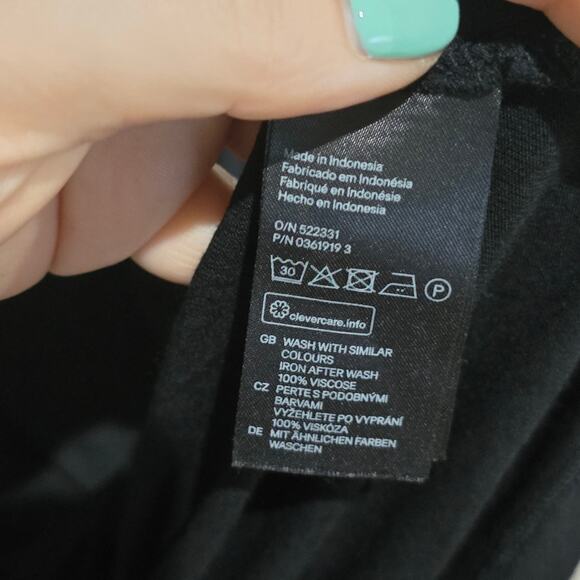 Made in Indonesia
Fabricado em Indonésia
Fabriqué en Indonésie
Hecho en Indonesia
O/N 522331
P/N 0361919 3
30 P
clevercare.info
GB WASH WITH SIMILAR
COLOURS
IRON AFTER WASH
100% VISCOSE
CZ PERTE S PODOBNÝMI
BARVAMI
VYŽEHLETE PO VYPRÁNÍ
100% VISKÓZA
DE MIT ÄHNLICHEN FARBEN
WASCHEN